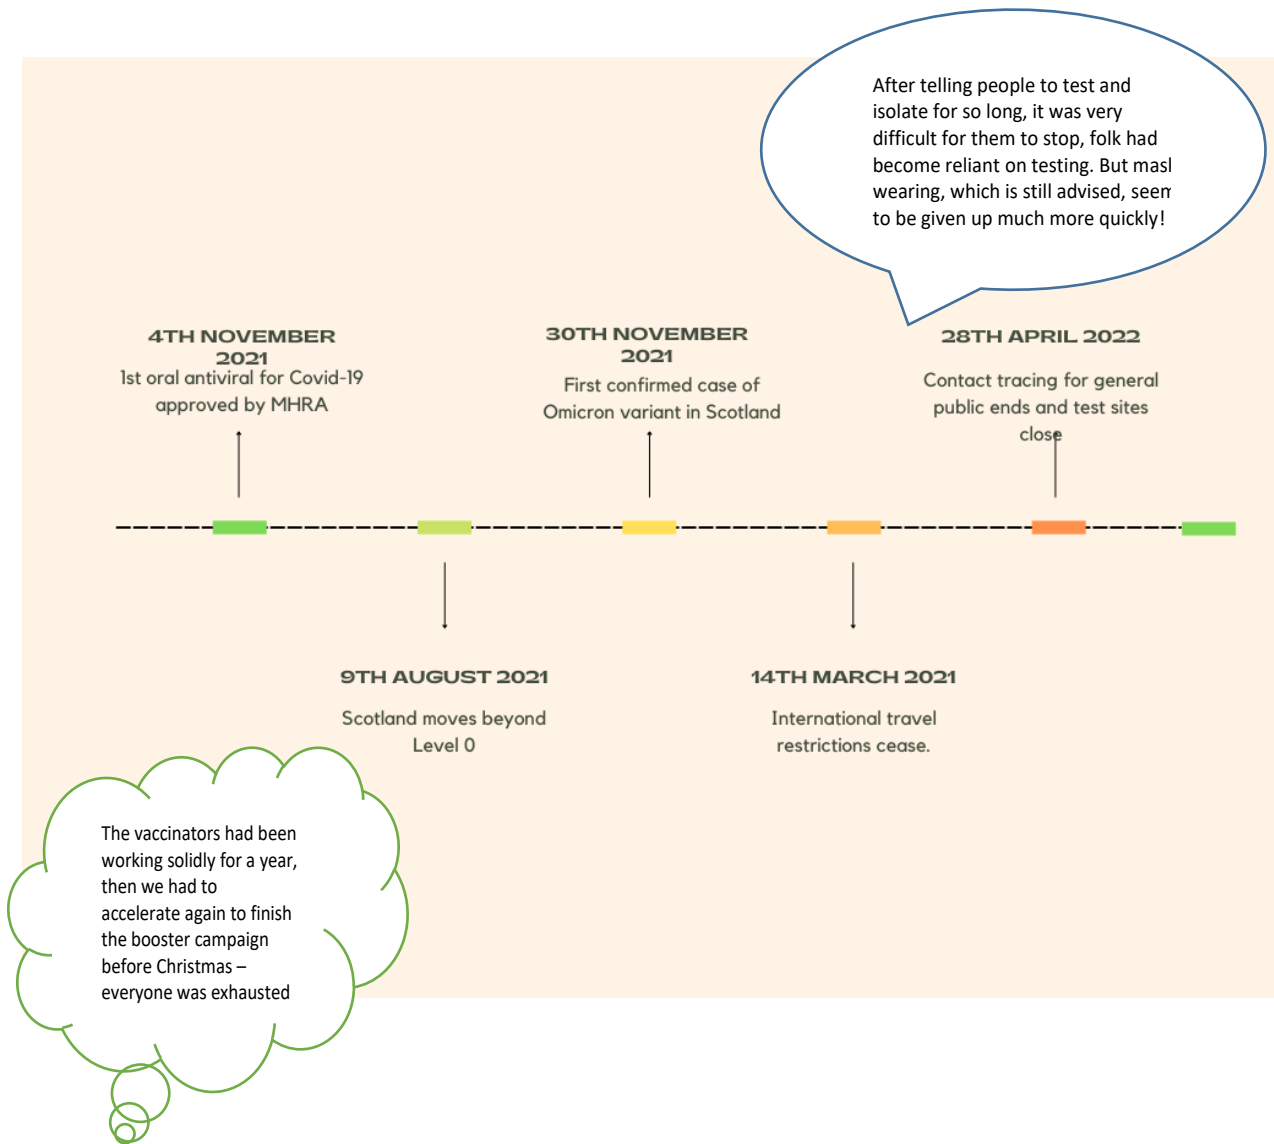 After telling people to test and
isolate for so long, it was very
difficult for them to stop, folk had
become reliant on testing. But
wearing, which is still advised,
to be given up much more quickly!
4TH NOVEMBER
2021
1st oral antiviral for Covid-19
approved by MHRA
30TH NOVEMBER
2021
First confirmed case of
Omicron variant in Scotland
28TH APRIL 2022
Contact tracing for general
public ends and test sites
close
9TH AUGUST 2021
Scotland moves beyond
Level 0
14TH MARCH 2021
International travel
restrictions cease.
The vaccinators had been
working solidly for a year,
then we had to
accelerate again to finish
the booster campaign
before Christmas –
everyone was exhausted